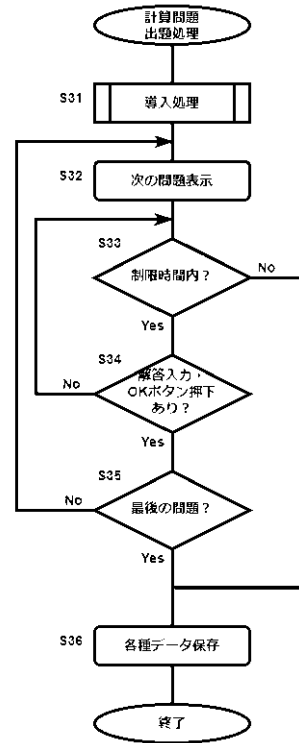 計算問題
出題処理
S31
導入処理
S32
次の問題表示
S33
制限時間内？
No
Yes
S34
解答入力・
OKボタン押下
あり？
No
Yes
S35
最後の問題？
No
Yes
S36
各種データ保存
終了